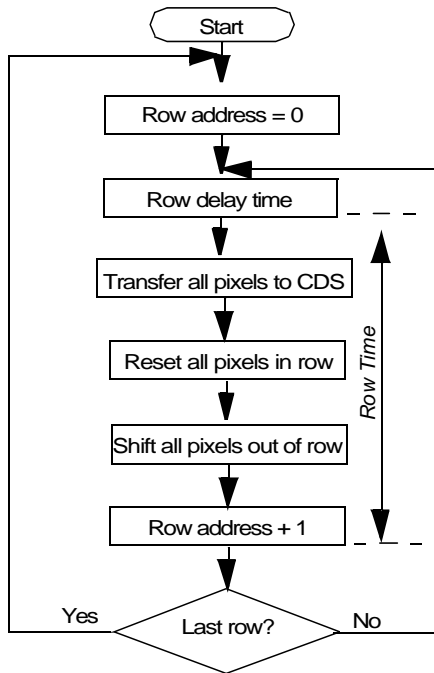 Start
Row address = 0
Row delay time
Transfer all pixels to CDS
Reset all pixels in row
Row Time
Shift all pixels out of row
Row address + 1
Yes
Last row?
No